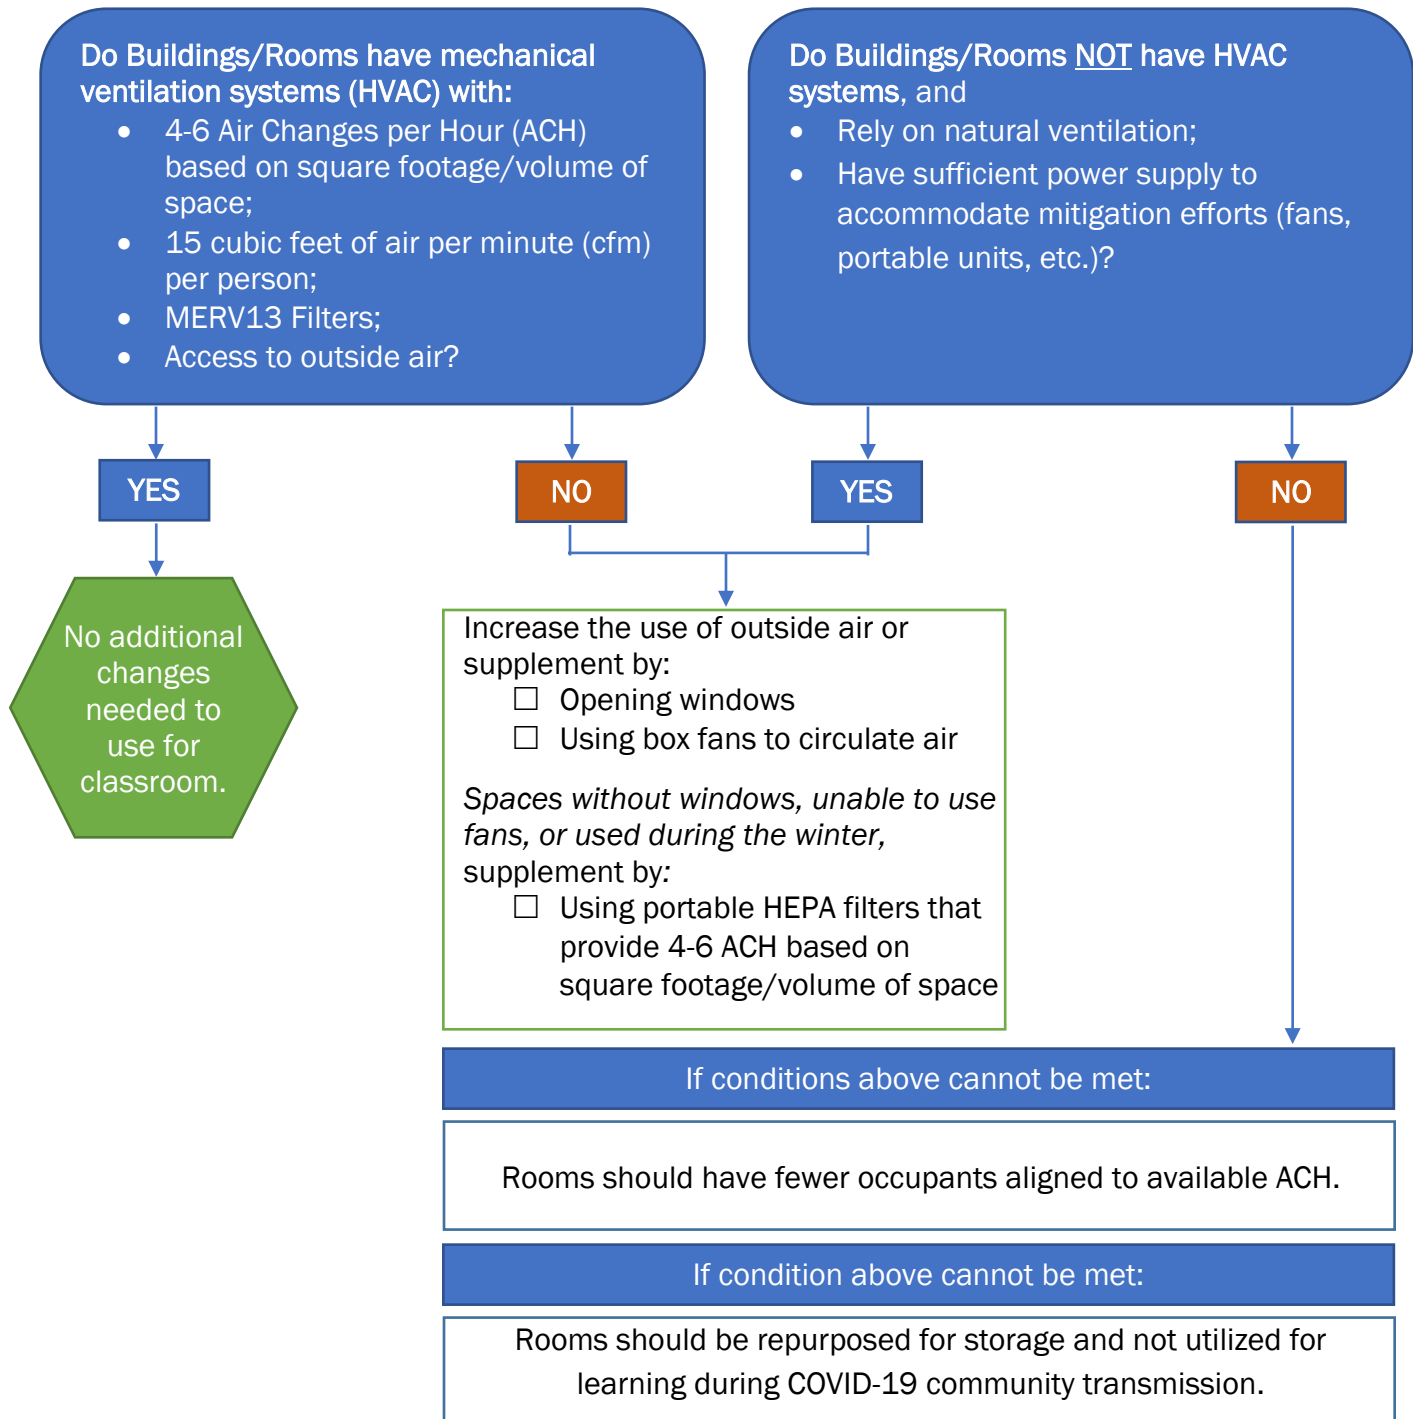 Do Buildings/Rooms have mechanical
ventilation systems (HVAC) with:
• 4-6 Air Changes per Hour (ACH)
based on square footage/volume of
space;
• 15 cubic feet of air per minute (cfm)
per person;
• MERV13 Filters;
• Access to outside air?
Do Buildings/Rooms NOT have HVAC
systems, and
• Rely on natural ventilation;
• Have sufficient power supply to
accommodate mitigation efforts (fans,
portable units, etc.)?
YES
NO
YES
NO
No additional
changes
needed to
use for
classroom.
Increase the use of outside air or
supplement by:
☐ Opening windows
☐ Using box fans to circulate air
Spaces without windows, unable to use
fans, or used during the winter,
supplement by:
☐ Using portable HEPA filters that
provide 4-6 ACH based on
square footage/volume of space
If conditions above cannot be met:
Rooms should have fewer occupants aligned to available ACH.
If condition above cannot be met:
Rooms should be repurposed for storage and not utilized for
learning during COVID-19 community transmission.